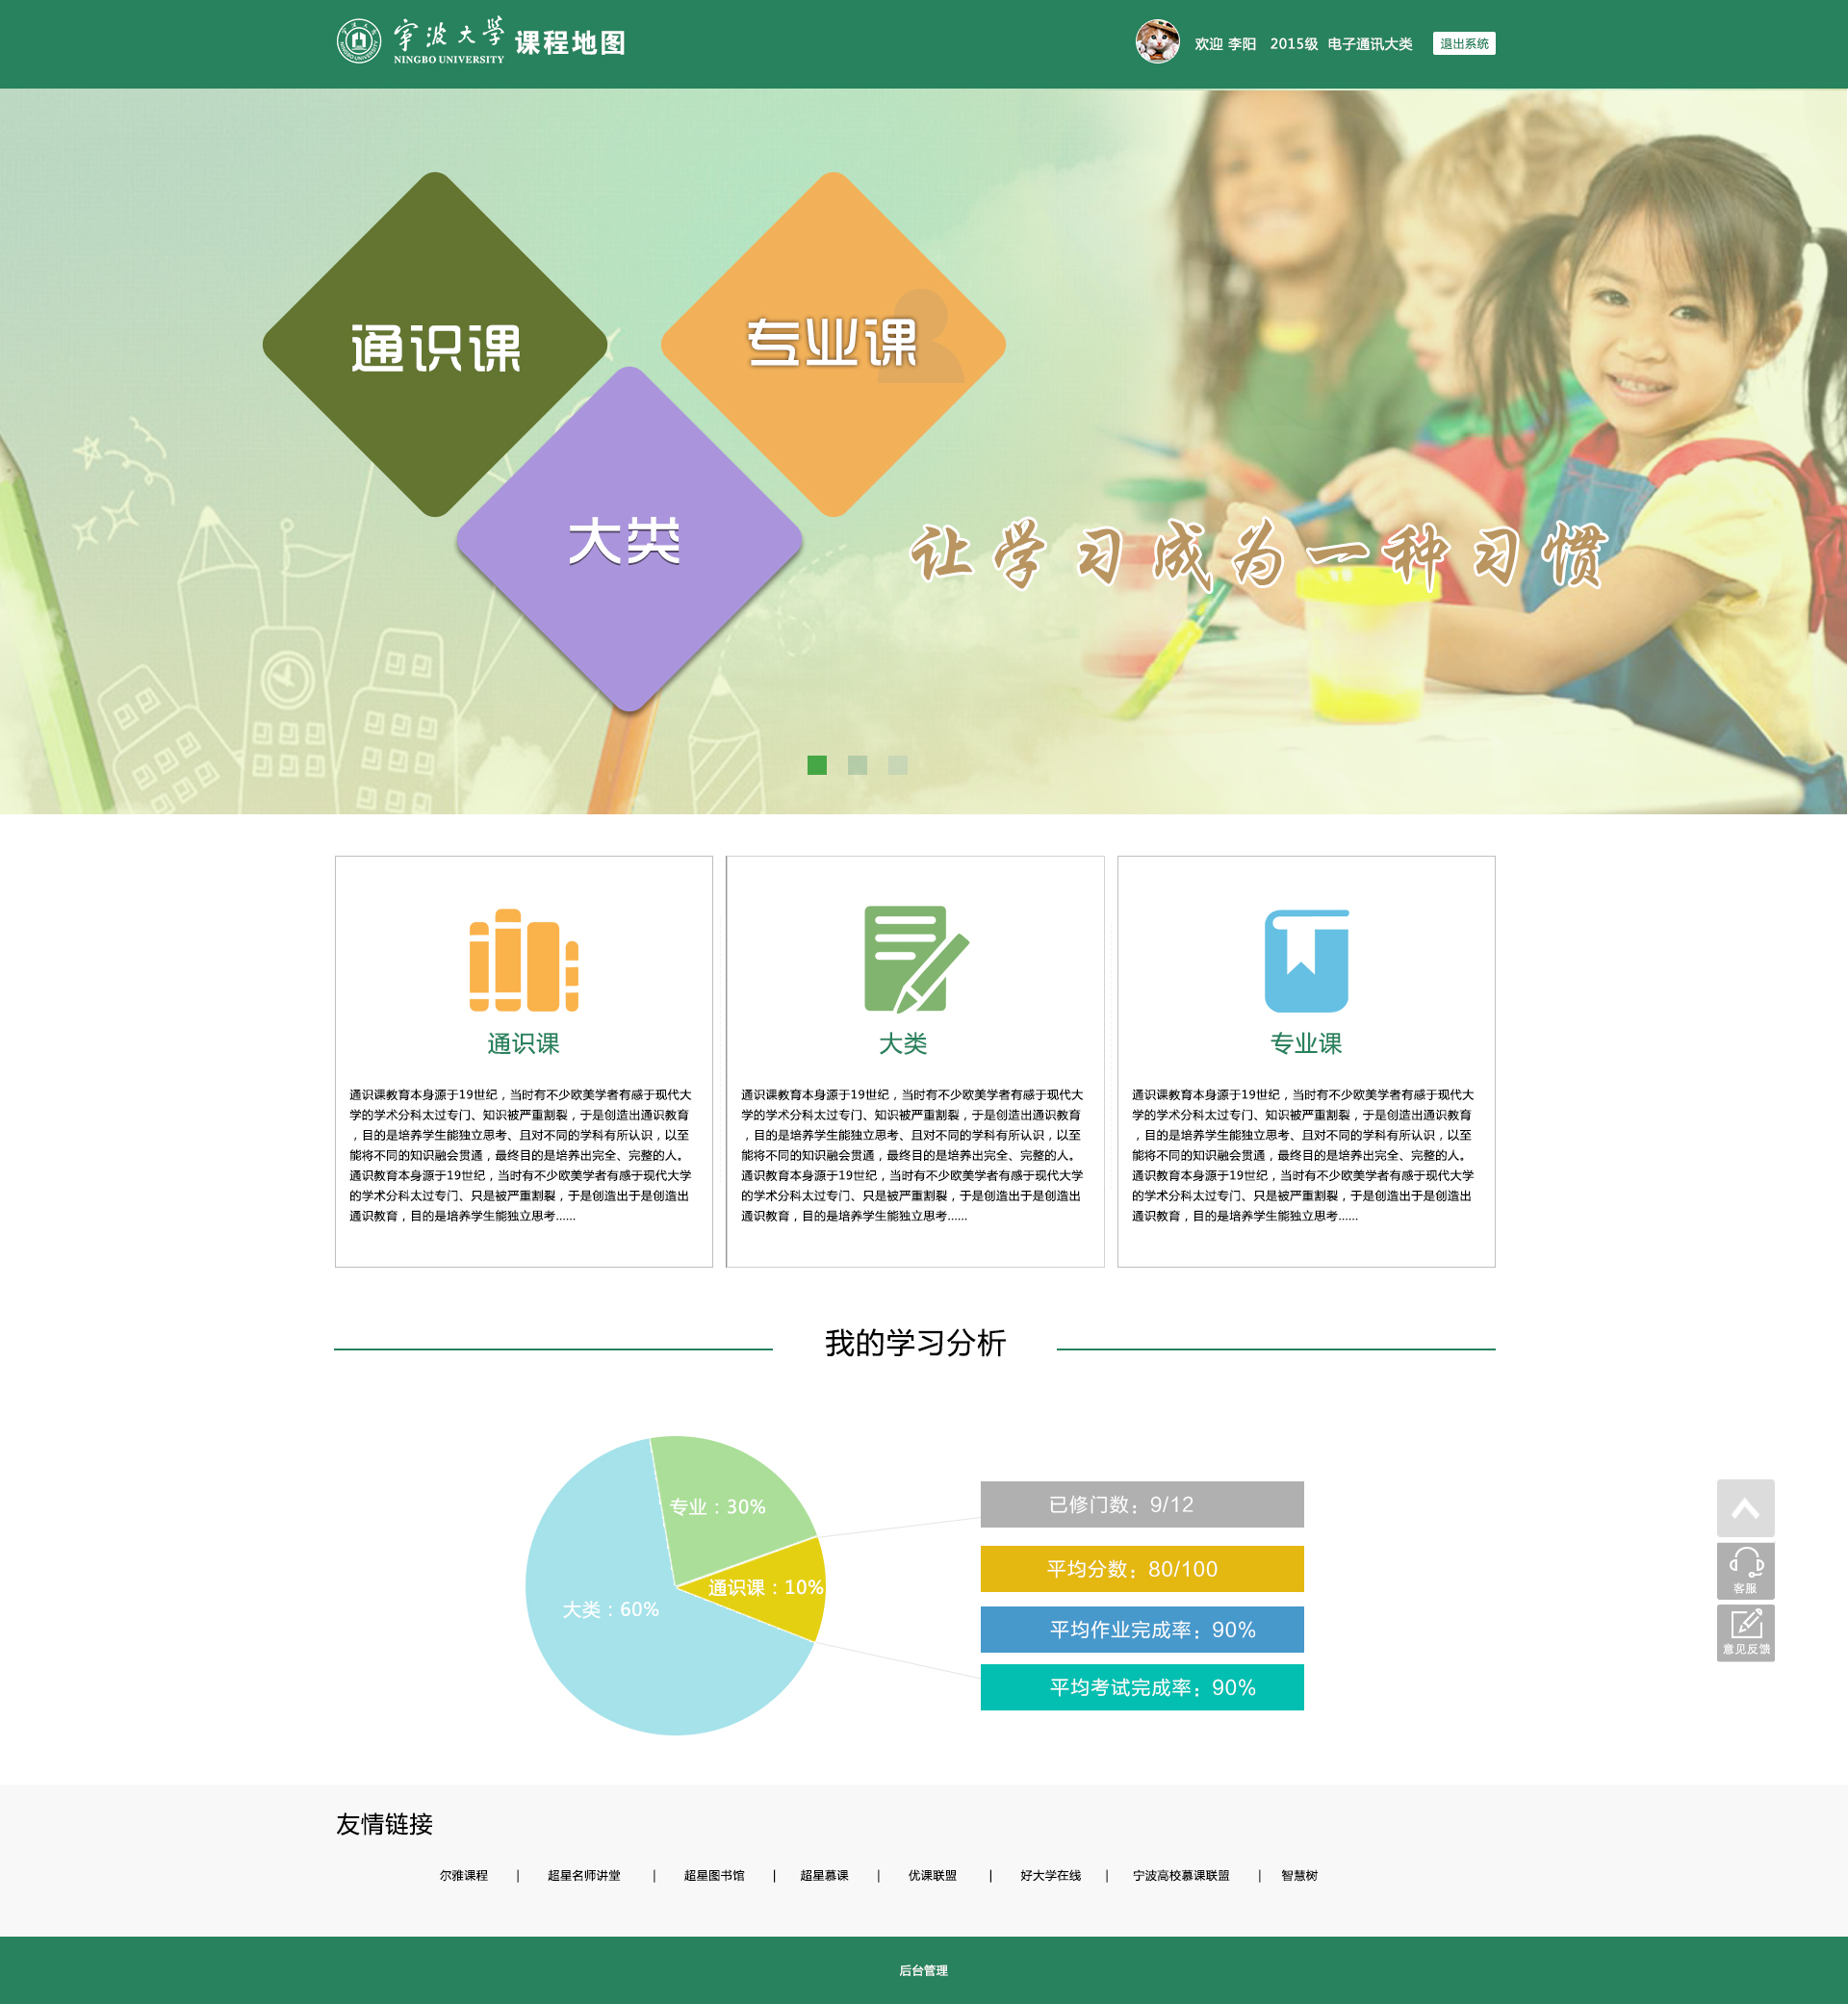 宁波大学
NINGBO UNIVERSITY
课程地图
欢迎 李阳 2015级 电子通讯大类
退出系统
通识课
专业课
大类
让学习成为一种习惯
通识课
通识课教育本身源于19世纪，当时有不少欧美学者有感于现代大
学的学术分科太过专门、知识被严重割裂，于是创造出通识教育
，目的是培养学生能独立思考、且对不同的学科有所认识，以至
能将不同的知识融会贯通，最终目的是培养出完全、完整的人。
通识教育本身源于19世纪，当时有不少欧美学者有感于现代大学
的学术分科太过专门、只是被严重割裂，于是创造出于是创造出
通识教育，目的是培养学生能独立思考......
大类
通识课教育本身源于19世纪，当时有不少欧美学者有感于现代大
学的学术分科太过专门、知识被严重割裂，于是创造出通识教育
，目的是培养学生能独立思考、且对不同的学科有所认识，以至
能将不同的知识融会贯通，最终目的是培养出完全、完整的人。
通识教育本身源于19世纪，当时有不少欧美学者有感于现代大学
的学术分科太过专门、只是被严重割裂，于是创造出于是创造出
通识教育，目的是培养学生能独立思考......
专业课
通识课教育本身源于19世纪，当时有不少欧美学者有感于现代大
学的学术分科太过专门、知识被严重割裂，于是创造出通识教育
，目的是培养学生能独立思考、且对不同的学科有所认识，以至
能将不同的知识融会贯通，最终目的是培养出完全、完整的人。
通识教育本身源于19世纪，当时有不少欧美学者有感于现代大学
的学术分科太过专门、只是被严重割裂，于是创造出于是创造出
通识教育，目的是培养学生能独立思考......
我的学习分析
专业：30%
通识课：10%
大类：60%
已修门数：9/12
平均分数：80/100
平均作业完成率：90%
平均考试完成率：90%
客服
意见反馈
友情链接
尔雅课程 | 超星名师讲堂 | 超星图书馆 | 超星慕课 | 优课联盟 | 好大学在线 | 宁波高校慕课联盟 | 智慧树
后台管理